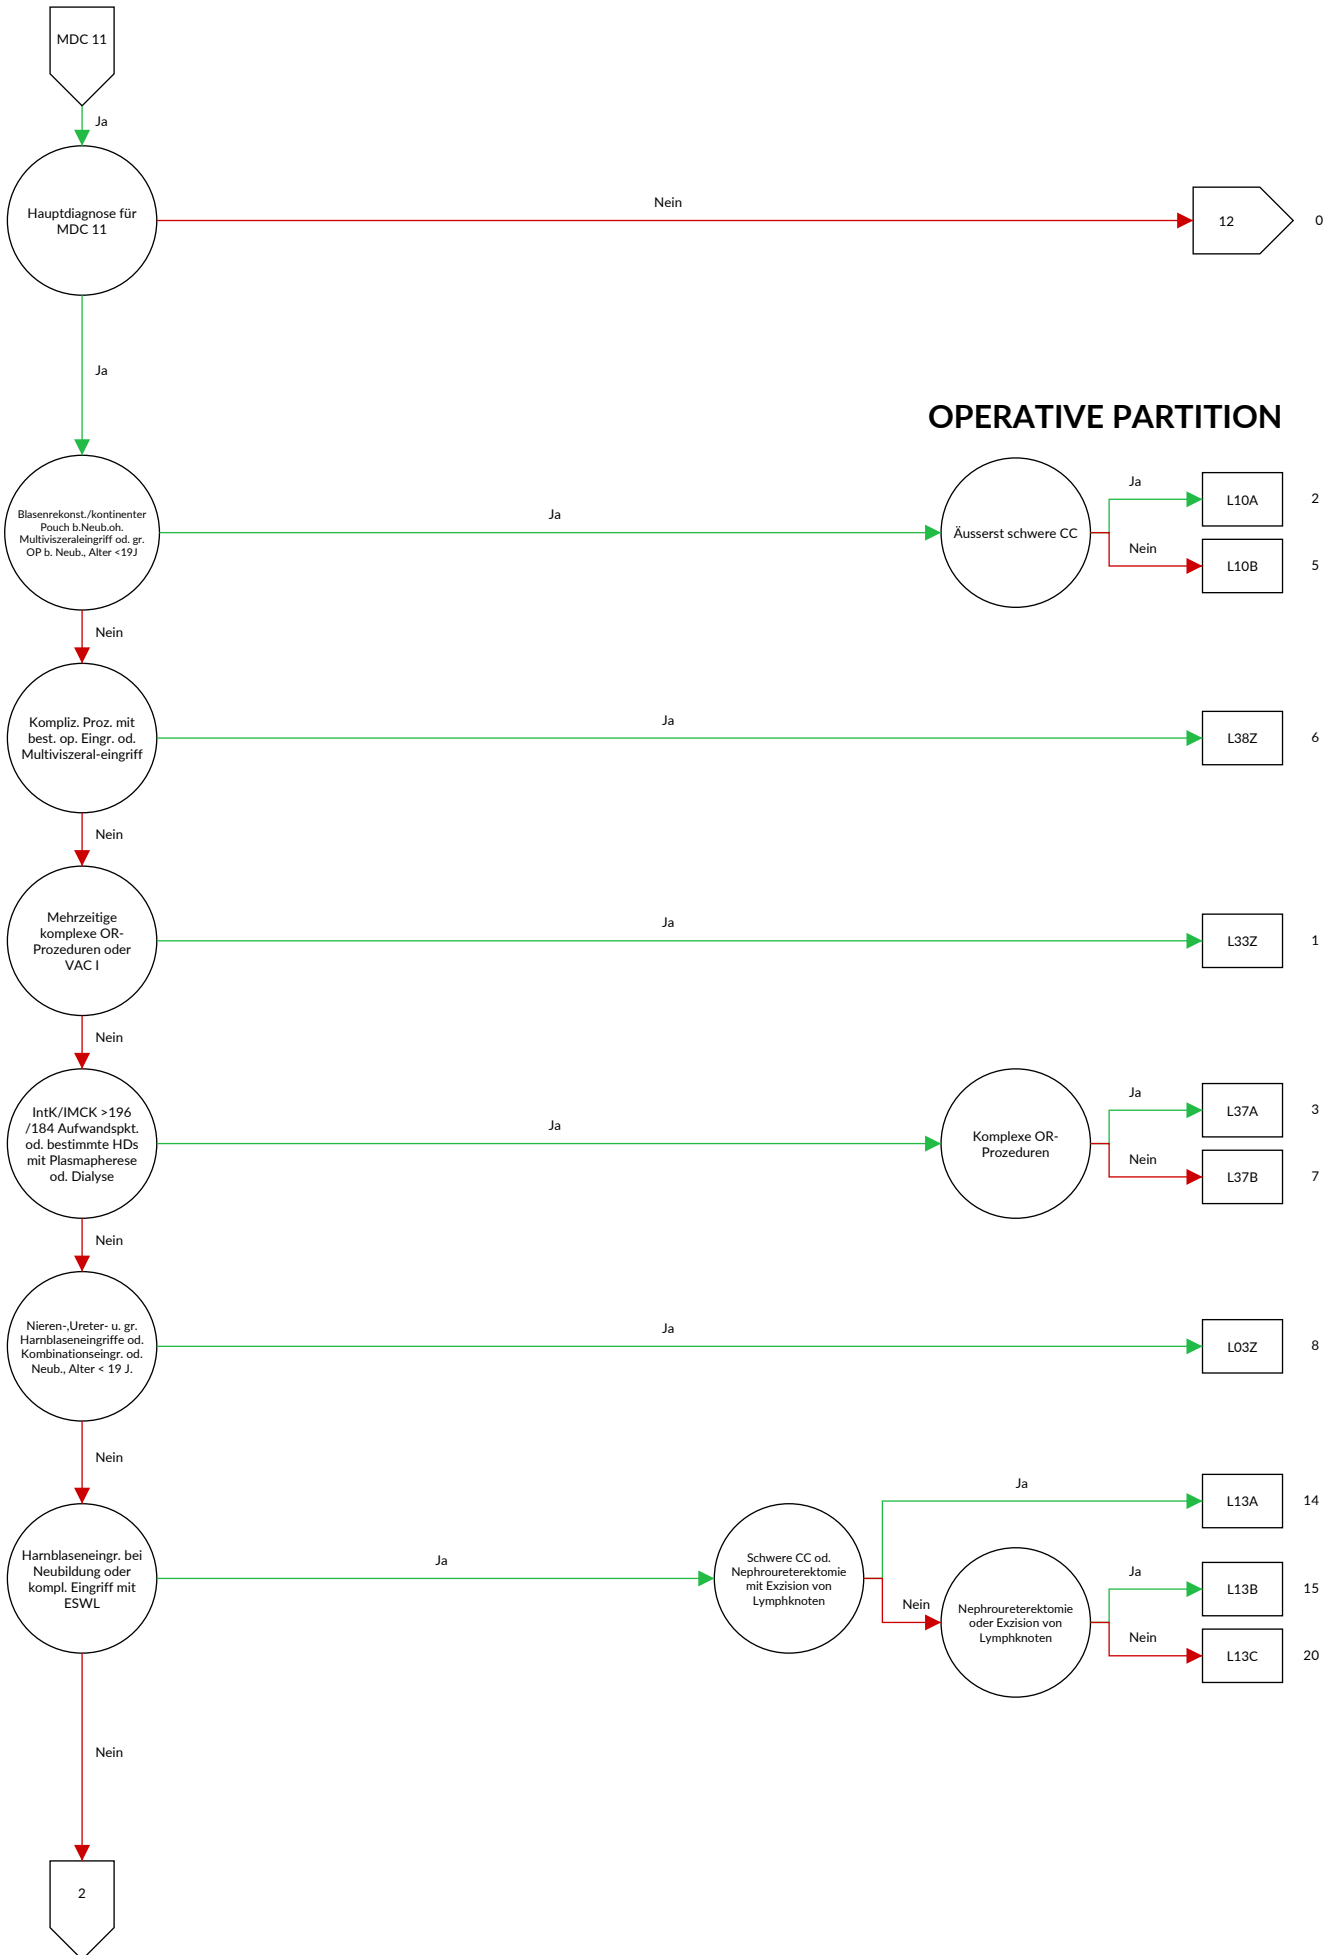 MDC 11
Ja
Hauptdiagnose für
MDC 11
Nein
12
0
Ja
OPERATIVE PARTITION
Blasenrekonst./kontinenter
Pouch b.Neub.oh.
Multiviszeraleingriff od. gr.
OP b. Neub., Alter <19J
Ja
Äusserst schwere CC
Ja
L10A
2
Nein
L10B
5
Nein
Kompliz. Proz. mit
best. op. Eingr. od.
Multiviszeral-eingriff
Ja
L38Z
6
Nein
Mehrzeitige
komplexe OR-
Prozeduren oder
VAC I
Ja
L33Z
1
Nein
IntK/IMCK >196
/184 Aufwandspkt.
od. bestimmte HDs
mit Plasmapherese
od. Dialyse
Ja
Komplexe OR-
Prozeduren
Ja
L37A
3
Nein
L37B
7
Nein
Nieren-,Ureter- u. gr.
Harnblaseneingriffe od.
Kombinationseingr. od.
Neub., Alter < 19 J.
Ja
L03Z
8
Nein
Harnblaseneingr. bei
Neubildung oder
kompl. Eingriff mit
ESWL
Ja
Schwere CC od.
Nephroureterektomie
mit Exzision von
Lymphknoten
Ja
L13A
14
Nein
Nephroureterektomie
oder Exzision von
Lymphknoten
Ja
L13B
15
Nein
L13C
20
Nein
2